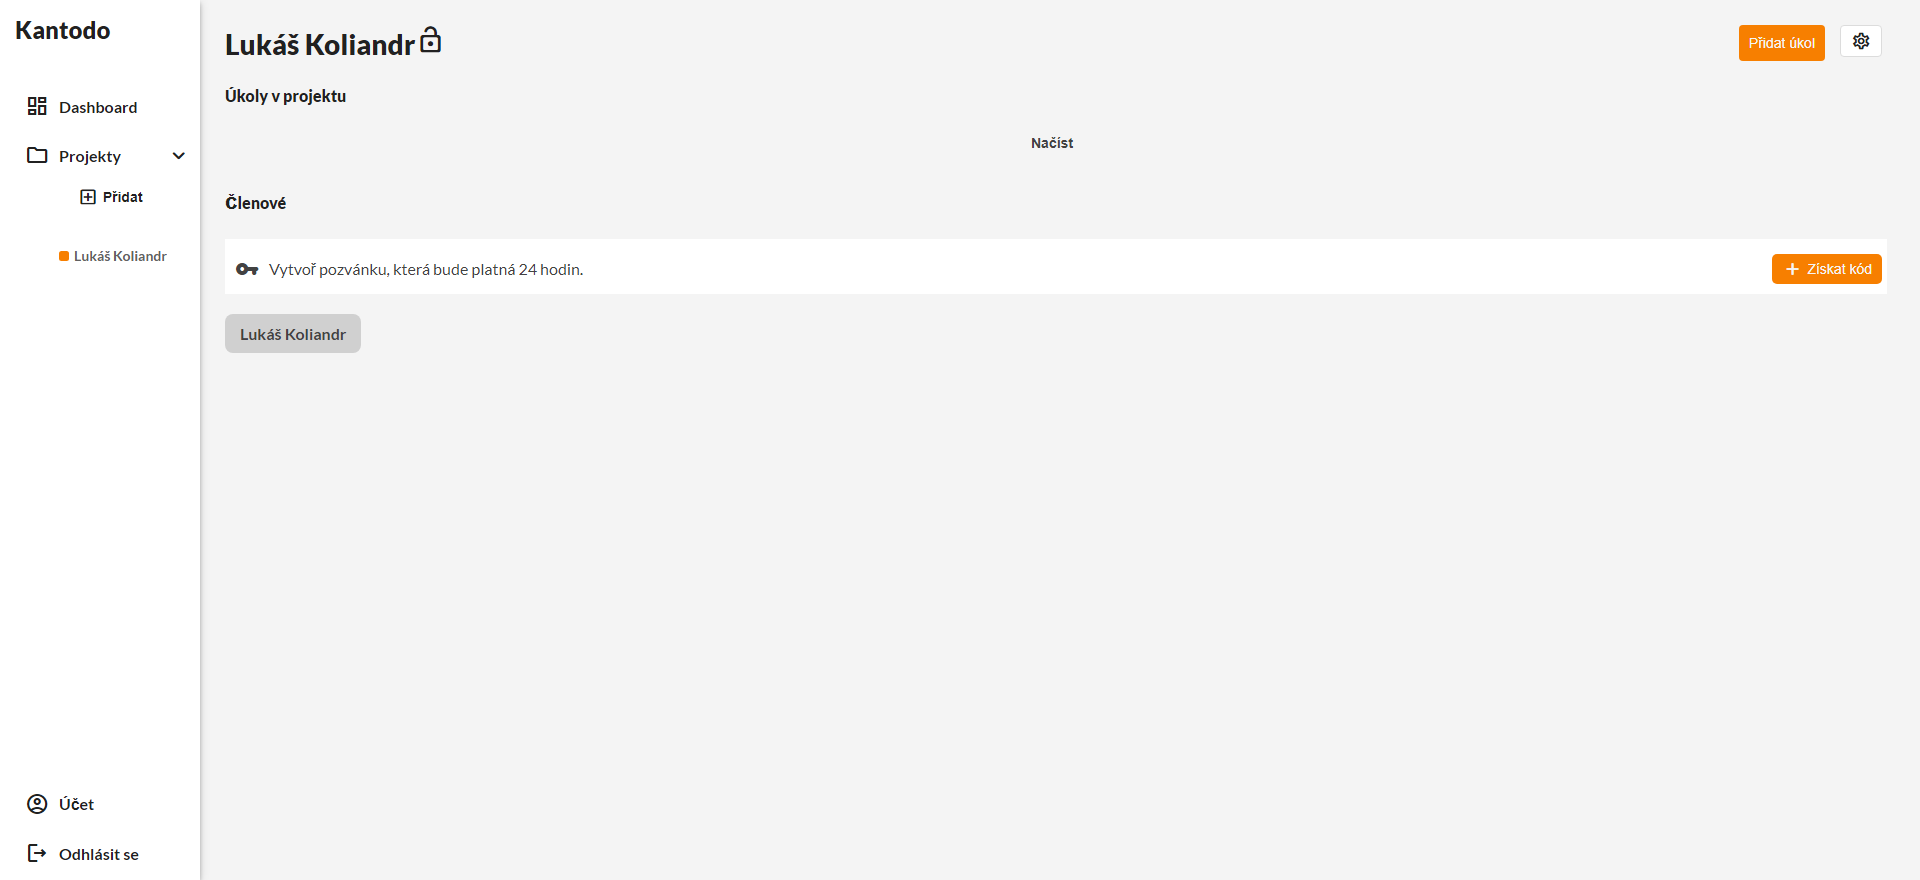 Kantodo
Dashboard
Projekty
Přidat
Lukáš Koliandr
Účet
Odhlásit se
Lukáš Koliandr
Přidat úkol
Úkoly v projektu
Načíst
Členové
Vytvoř pozvánku, která bude platná 24 hodin.
Získat kód
Lukáš Koliandr